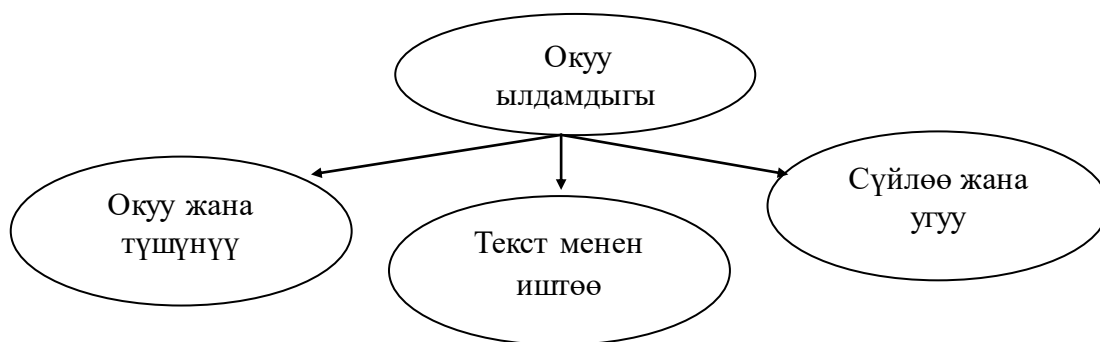 Окуу
ылдамдыгы
Окуу жана
түшүнүү
Текст менен
иштөө
Сүйлөө жана
угуу